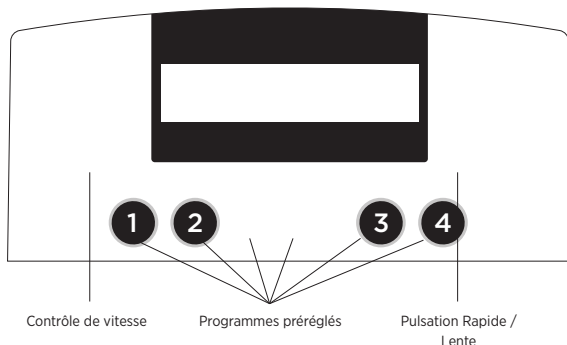 1 2 3 4
Contrôle de vitesse
Programmes préréglés
Pulsation Rapide /
Lente